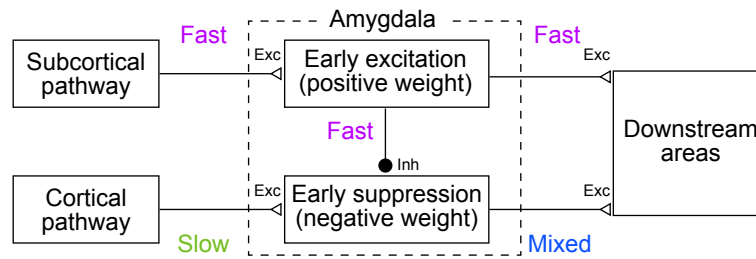 Amygdala
Fast
Fast
Exc
Exc
Subcortical
pathway
Early excitation
(positive weight)
Fast
Downstream
areas
Inh
Exc
Exc
Cortical
pathway
Early suppression
(negative weight)
Slow
Mixed